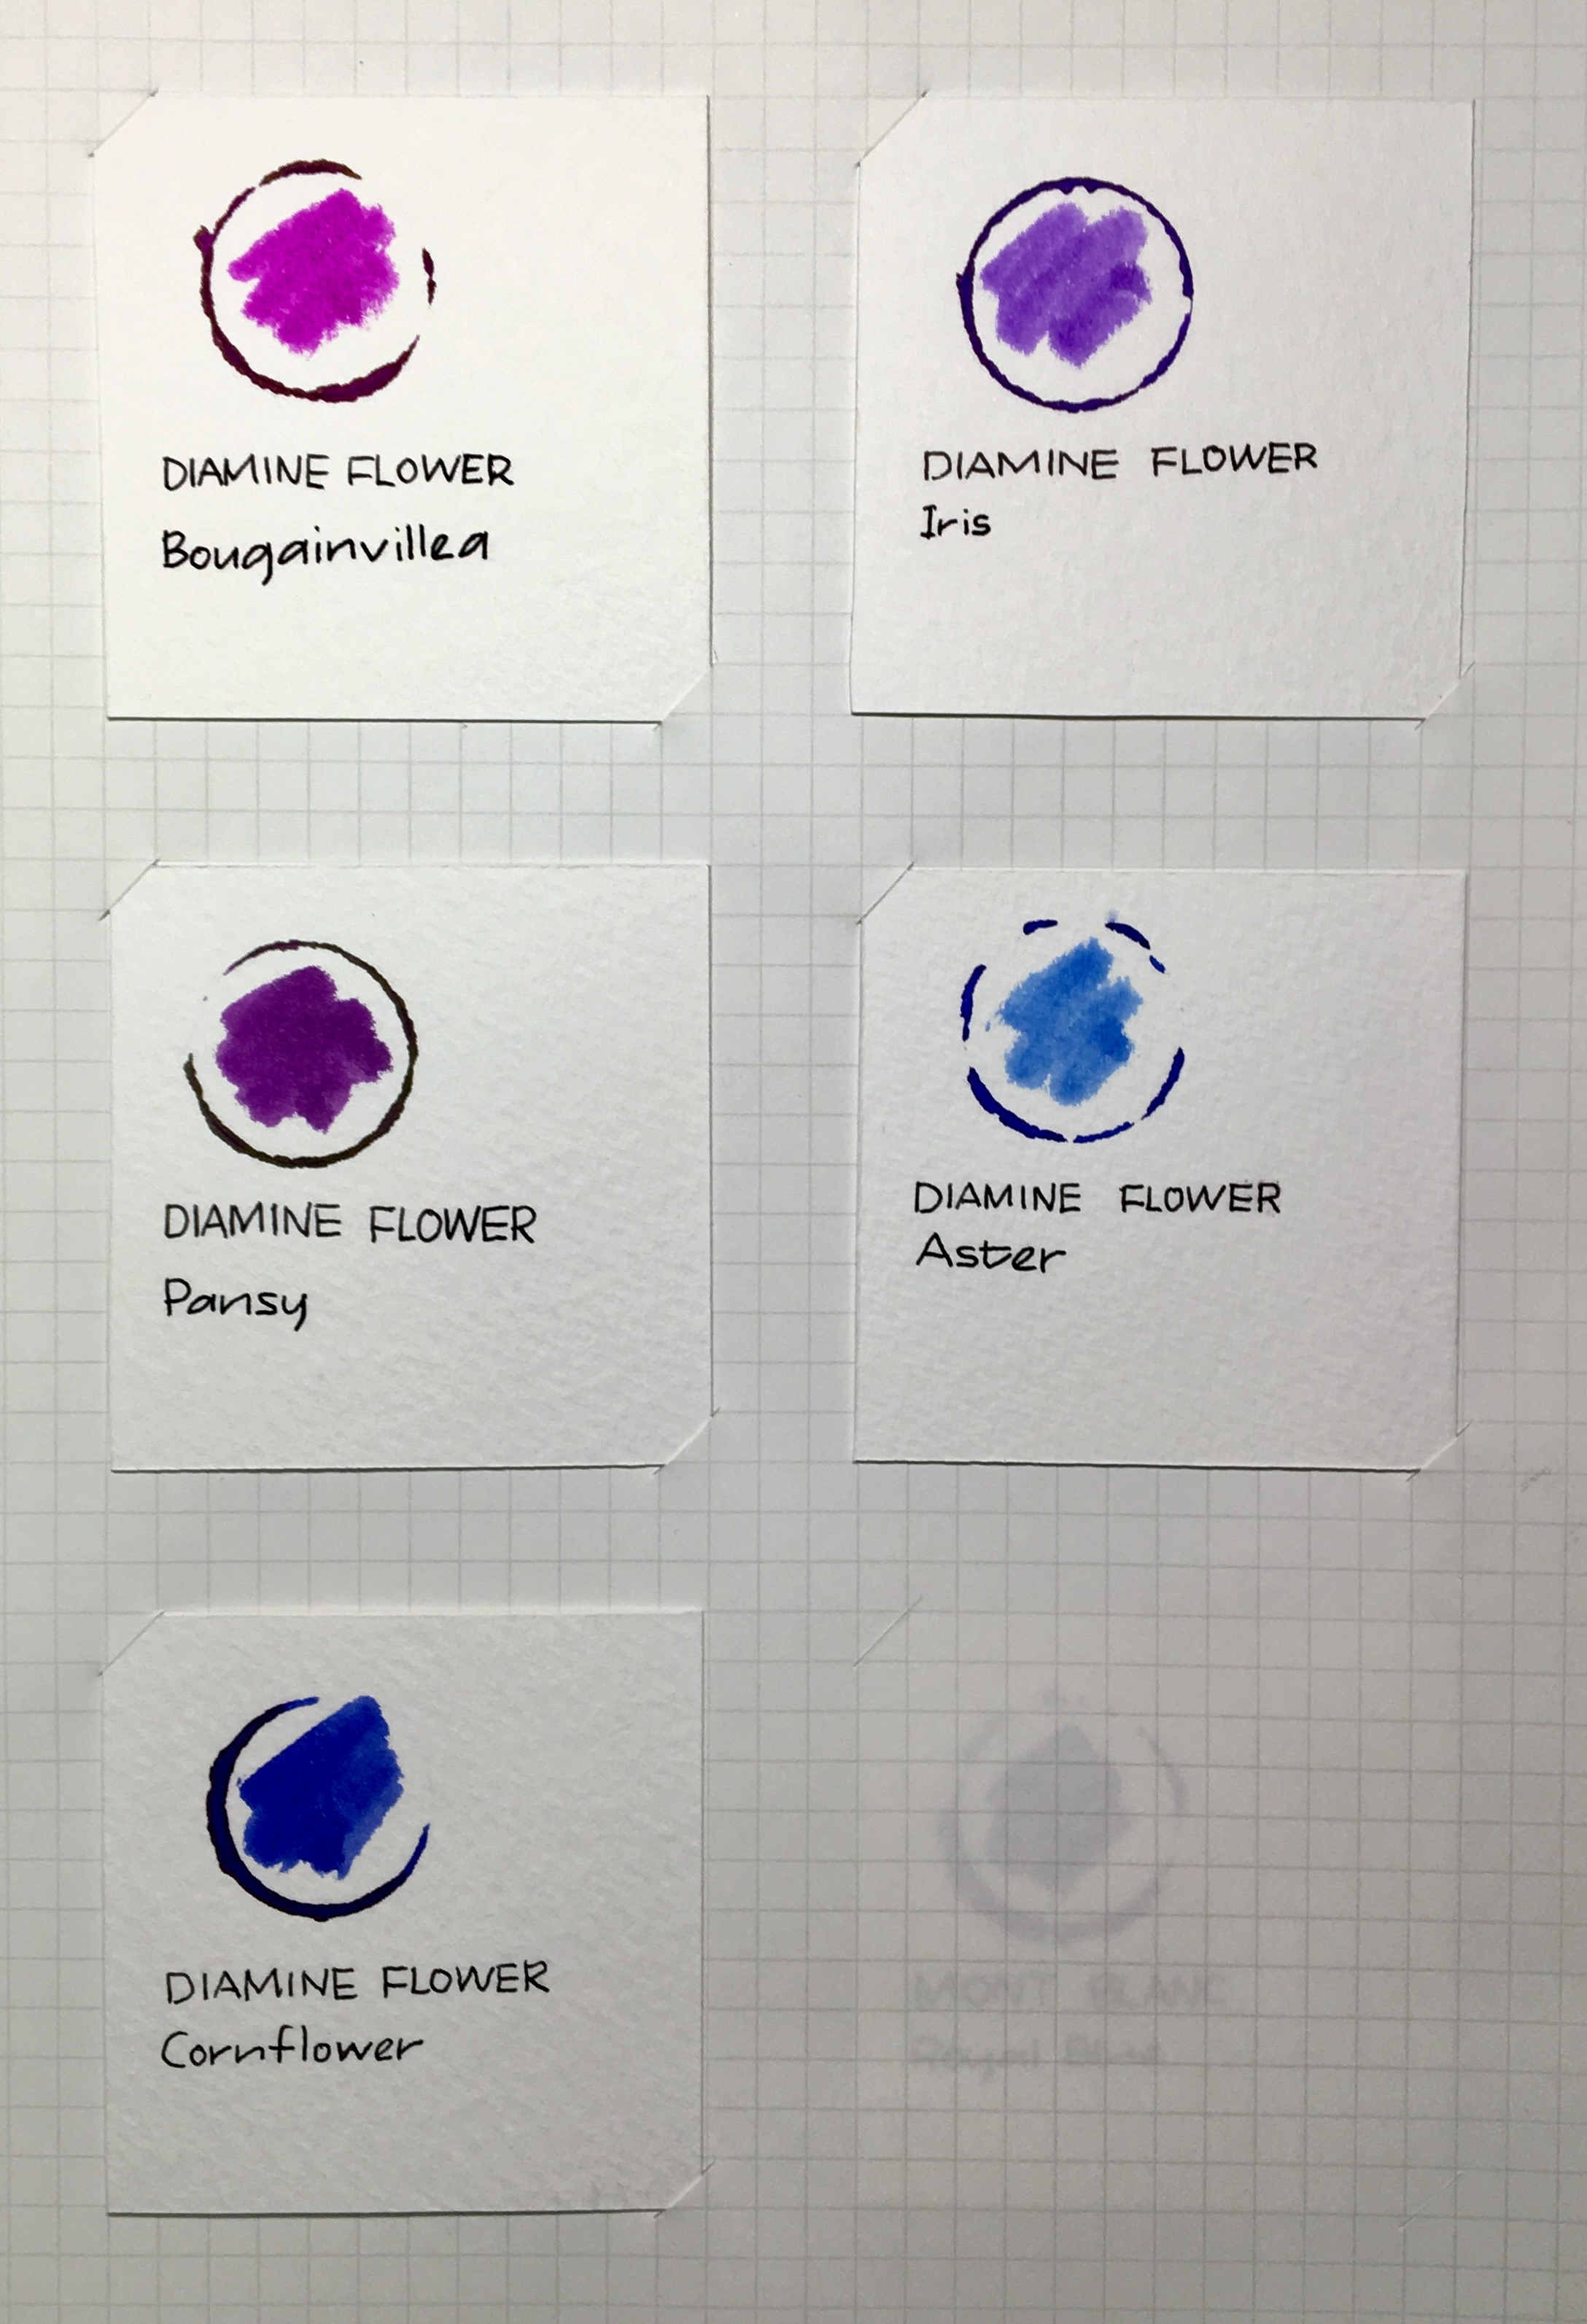 DIAMINE FLOWER
Bougainvillea
DIAMINE FLOWER
Iris
DIAMINE FLOWER
Pansy
DIAMINE FLOWER
Aster
DIAMINE FLOWER
Cornflower
MONT BLANC
Royal Blue